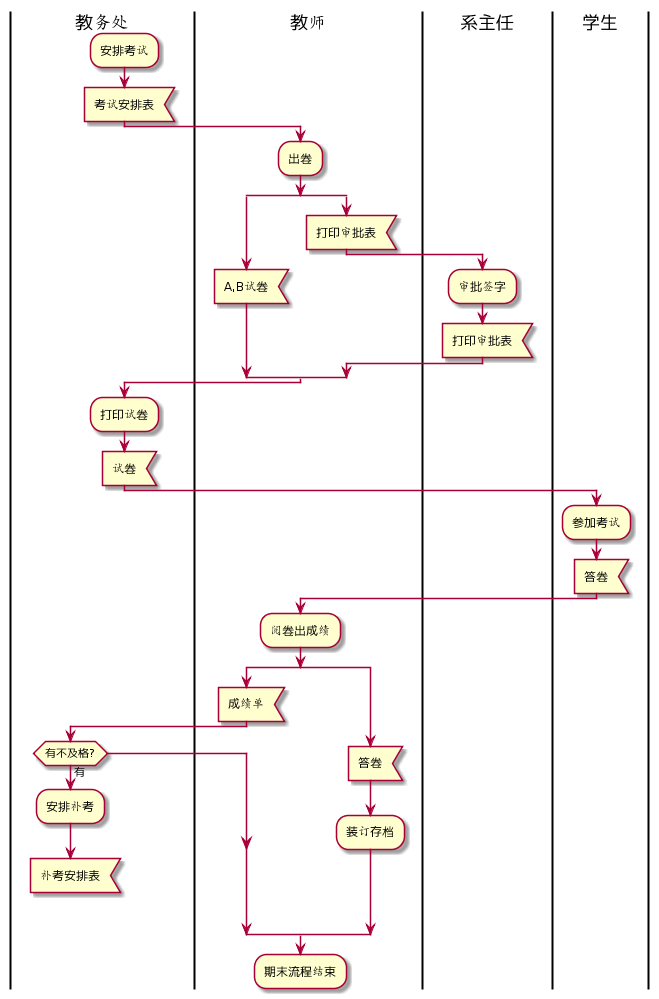 教务处
教师
系主任
学生
安排考试
考试安排表
出卷
打印审批表
A,B试卷
审批签字
打印审批表
打印试卷
试卷
参加考试
答卷
阅卷出成绩
成绩单
有不及格?
有
答卷
安排补考
装订存档
补考安排表
期末流程结束